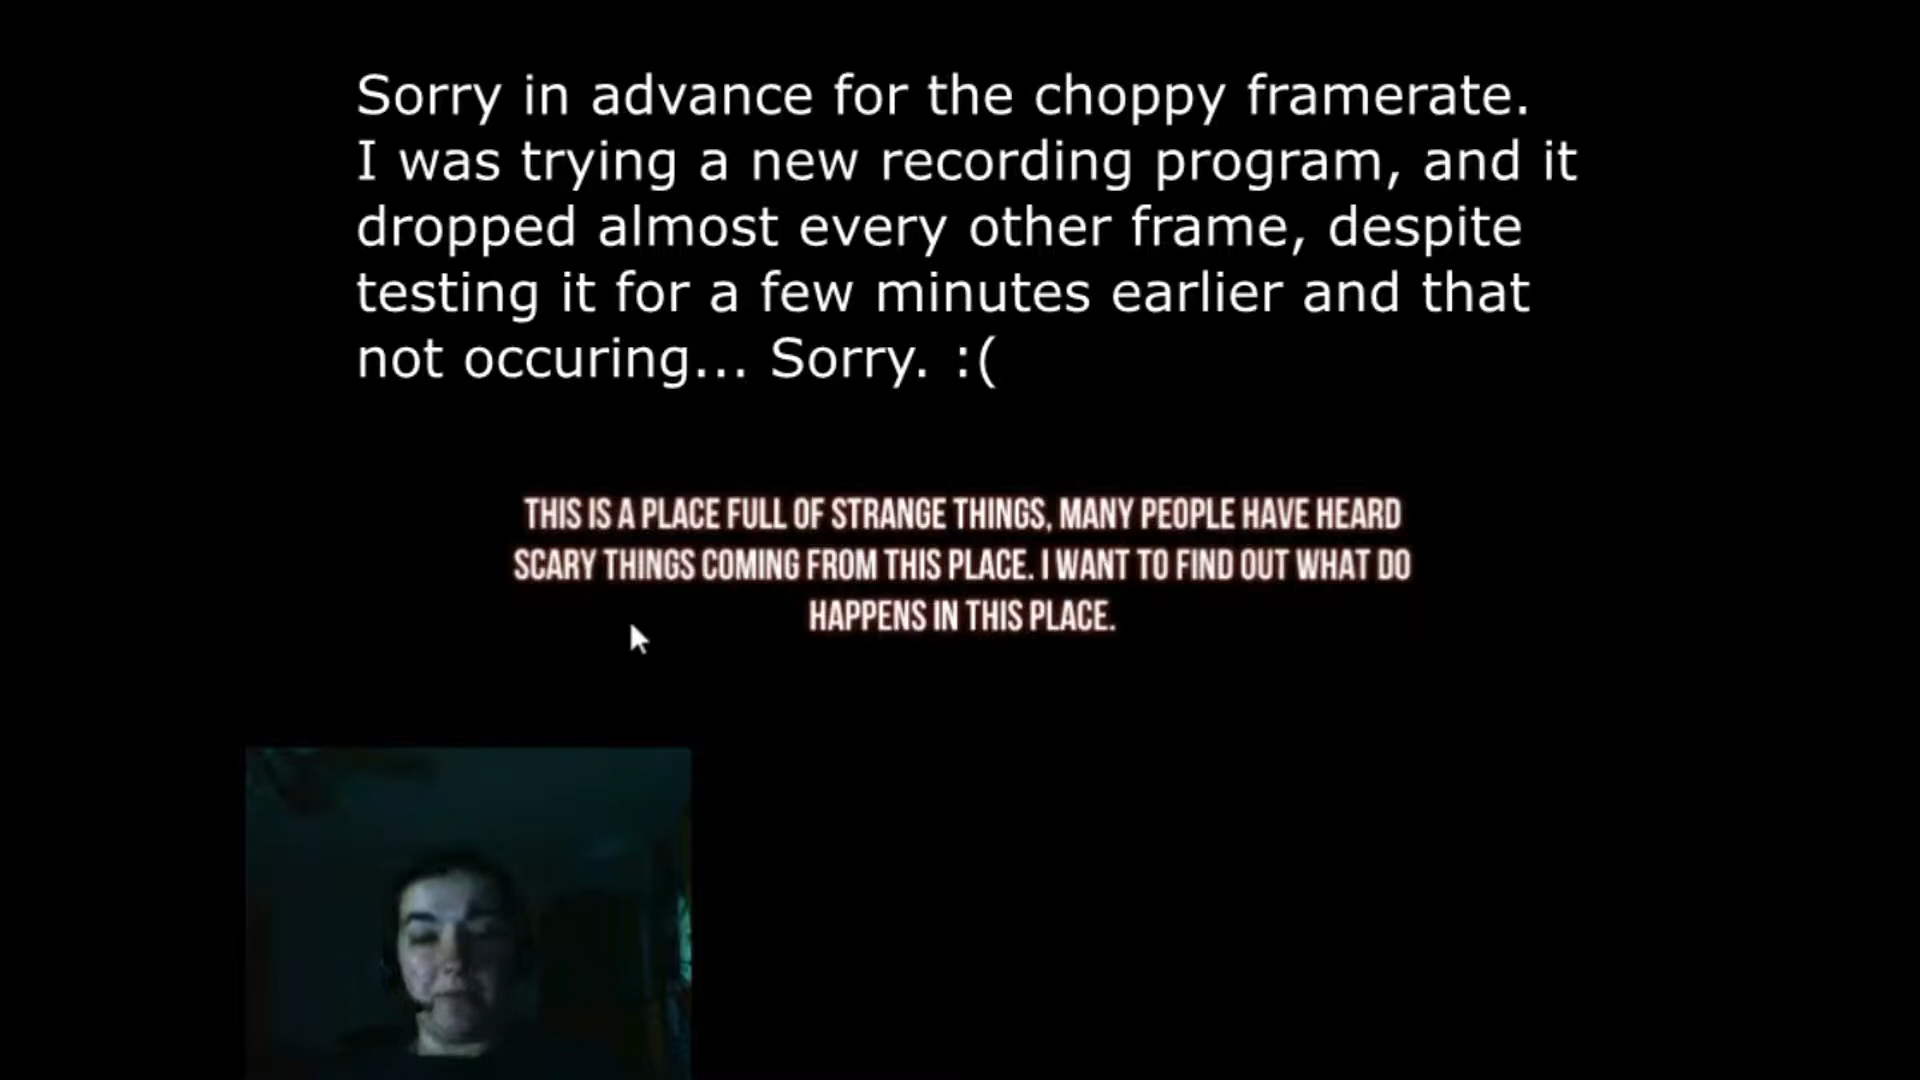 Sorry in advance for the choppy framerate.
I was trying a new recording program, and it
dropped almost every other frame, despite
testing it for a few minutes earlier and that
not occuring... Sorry. :(
THIS IS A PLACE FULL OF STRANGE THINGS, MANY PEOPLE HAVE HEARD
SCARY THINGS COMING FROM THIS PLACE. I WANT TO FIND OUT WHAT DO
HAPPENS IN THIS PLACE.